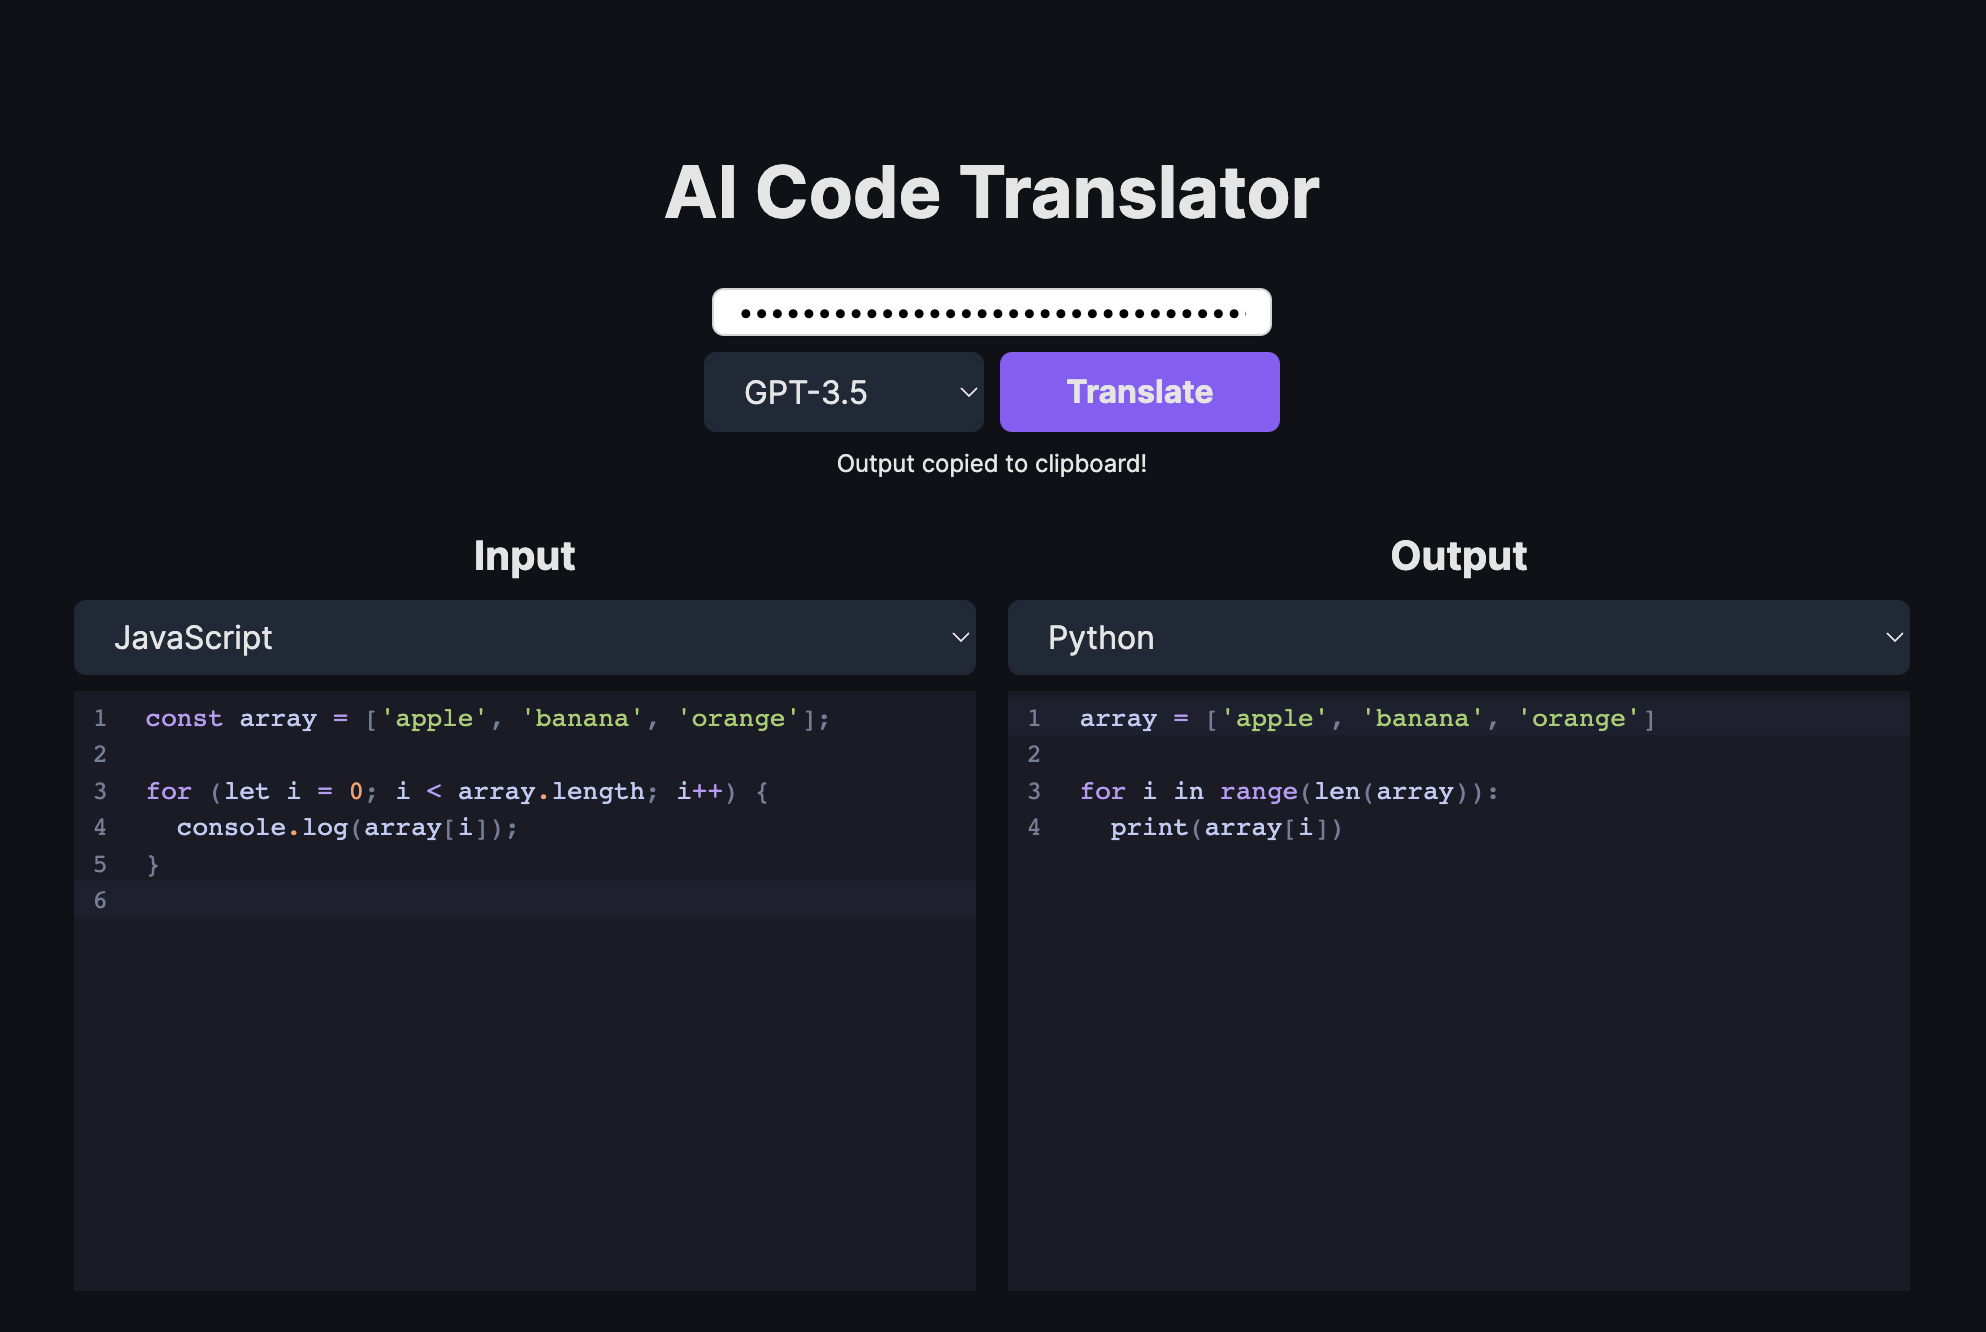 AI Code Translator
••••••••••••••••••••••••••••••••
GPT-3.5
Translate
Output copied to clipboard!
Input
JavaScript
1 const array = ['apple', 'banana', 'orange'];
2
3 for (let i = 0; i < array.length; i++) {
4   console.log(array[i]);
5 }
6
Output
Python
1 array = ['apple', 'banana', 'orange']
2
3 for i in range(len(array)):
4   print(array[i])